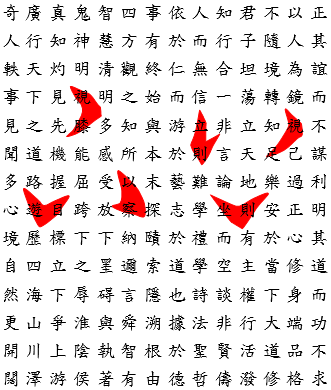 正其誼而不謀利明其道而功不求
以人為鏡視己過正心修身端品格
不隨境轉知足樂安於當下大道修
君子坦蕩立天地則有主權行活潑
知行合一非言論坐而空談非賢儔
人而無信立則難學禮學詩法聖哲
依於仁而游於藝志於道也據於德
事有終始與本末探賾索隱溯根由
四方觀之知所以察納邇言舜智有
智慧清明多感受放下墨碍與執著
鬼神明視膝能屈跨下之辱淮陰侯
真知灼見先機握目標立下爭上游
廣行天下之道路遊歷四海山川澤
奇人軼事見聞多心境自然更開闊